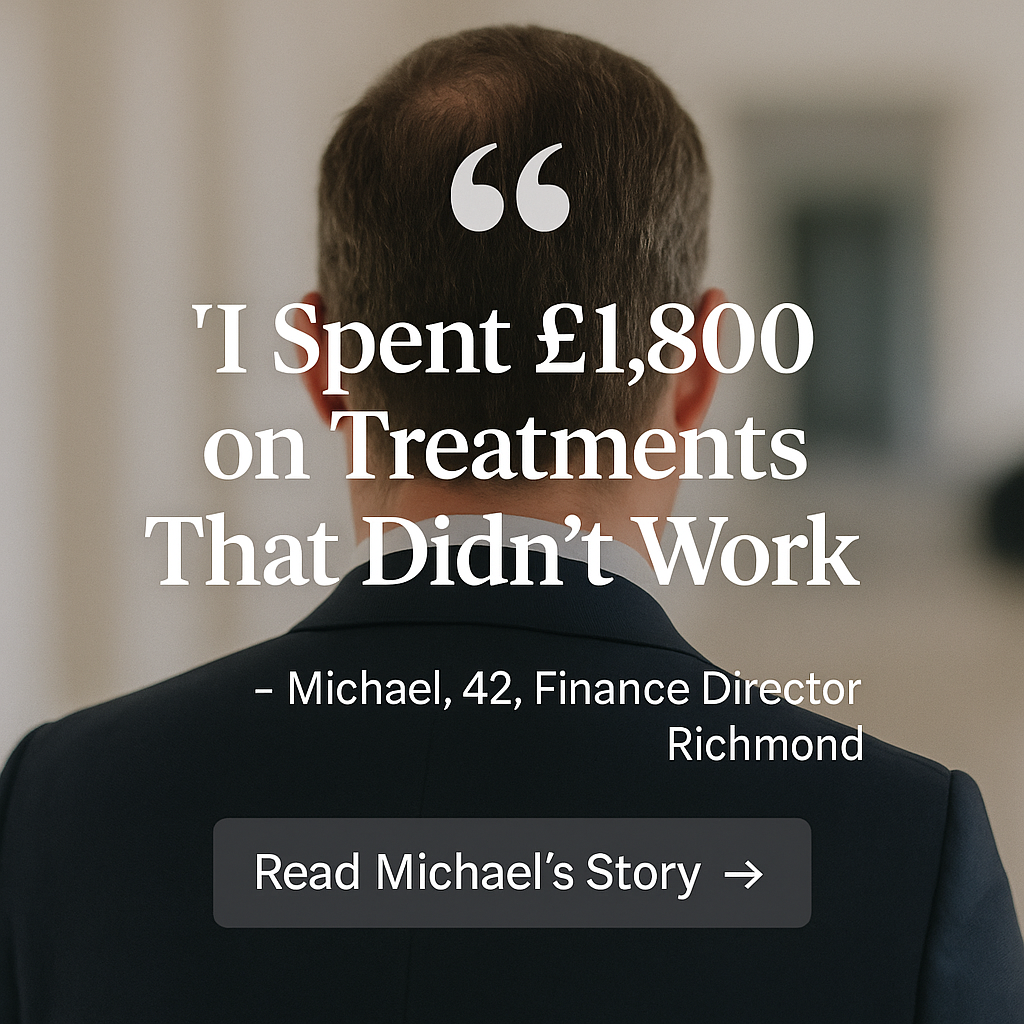 “
'I Spent £1,800
on Treatments
That Didn’t Work
– Michael, 42, Finance Director
Richmond
Read Michael’s Story →